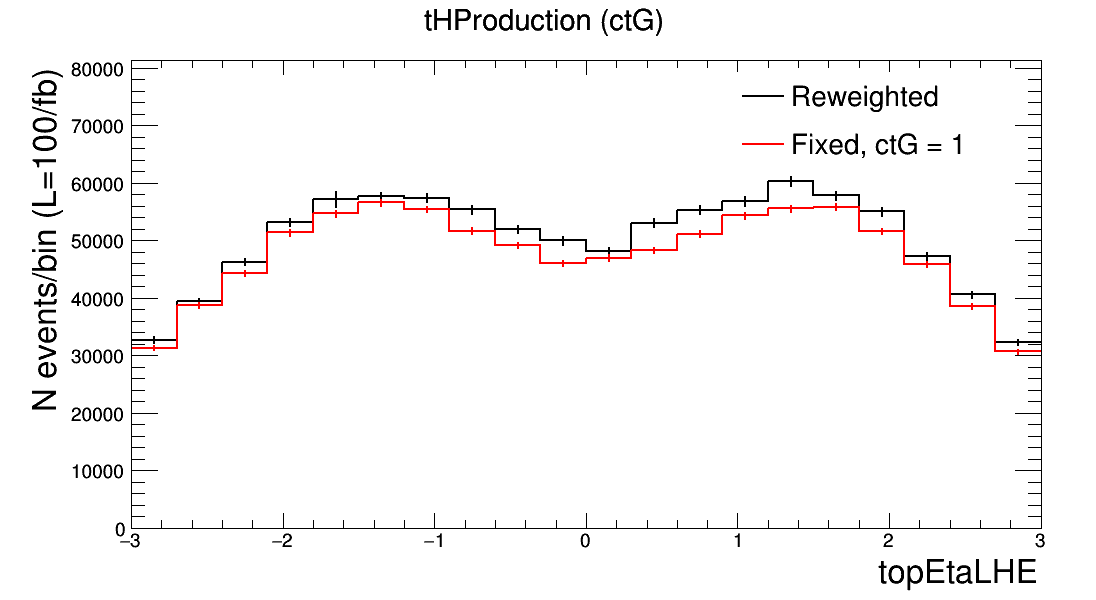 tHProduction (ctG)
N events/bin (L=100/fb)
80000
70000
60000
50000
40000
30000
20000
10000
0
Reweighted
Fixed, ctG = 1
−3 −2 −1 0 1 2 3
topEtaLHE